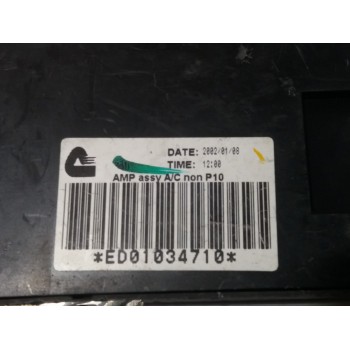 DATE: 2002/01/08
TIME: 12:00
AMP assy A/C non P10
*ED01034710*